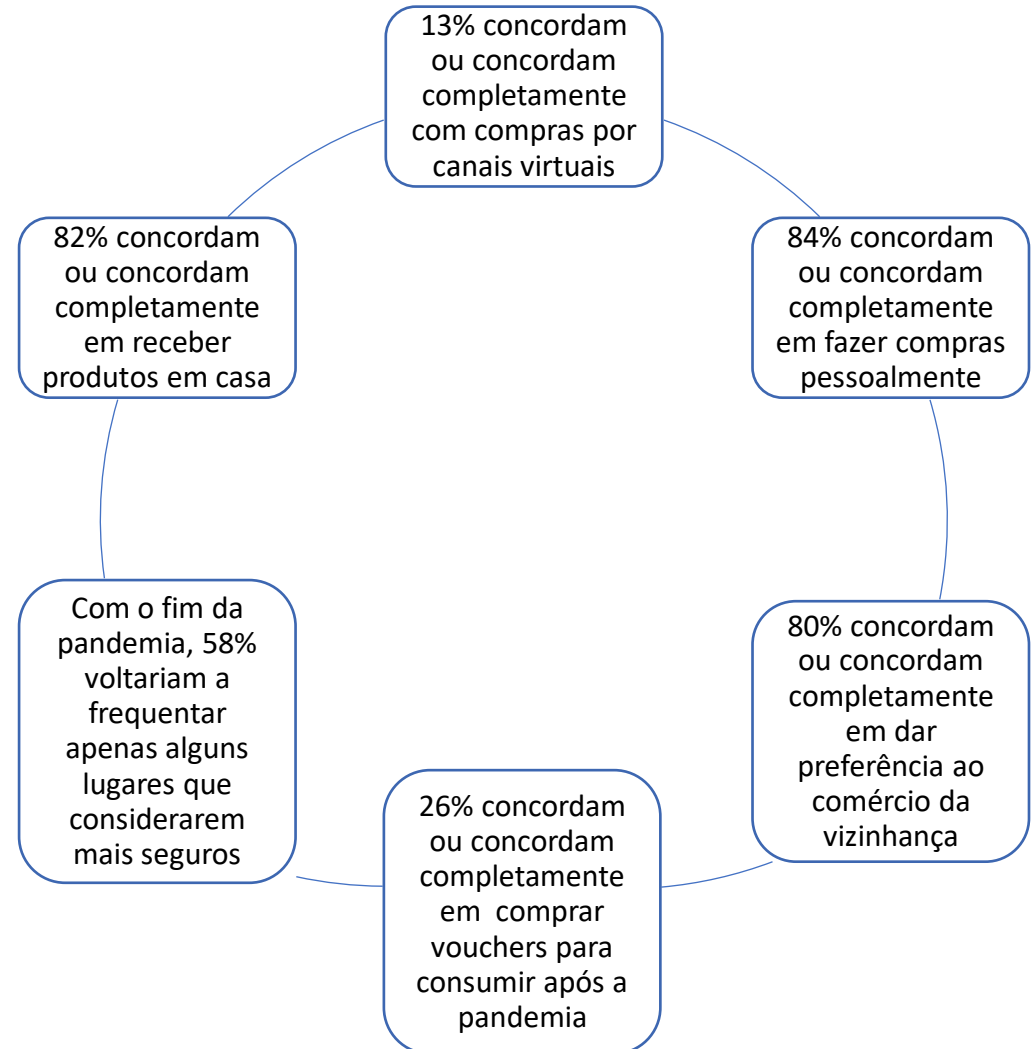 13% concordam
ou concordam
completamente
com compras por
canais virtuais
84% concordam
ou concordam
completamente
em fazer compras
pessoalmente
80% concordam
ou concordam
completamente
em dar
preferência ao
comércio da
vizinhança
26% concordam
ou concordam
completamente
em comprar
vouchers para
consumir após a
pandemia
Com o fim da
pandemia, 58%
voltariam a
frequentar
apenas alguns
lugares que
considerarem
mais seguros
82% concordam
ou concordam
completamente
em receber
produtos em casa